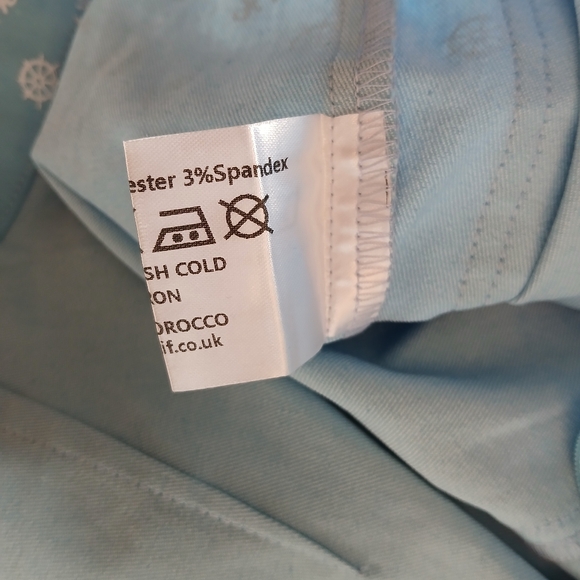 ester 3%Spandex
SH COLD
RON
OROCCO
if.co.uk